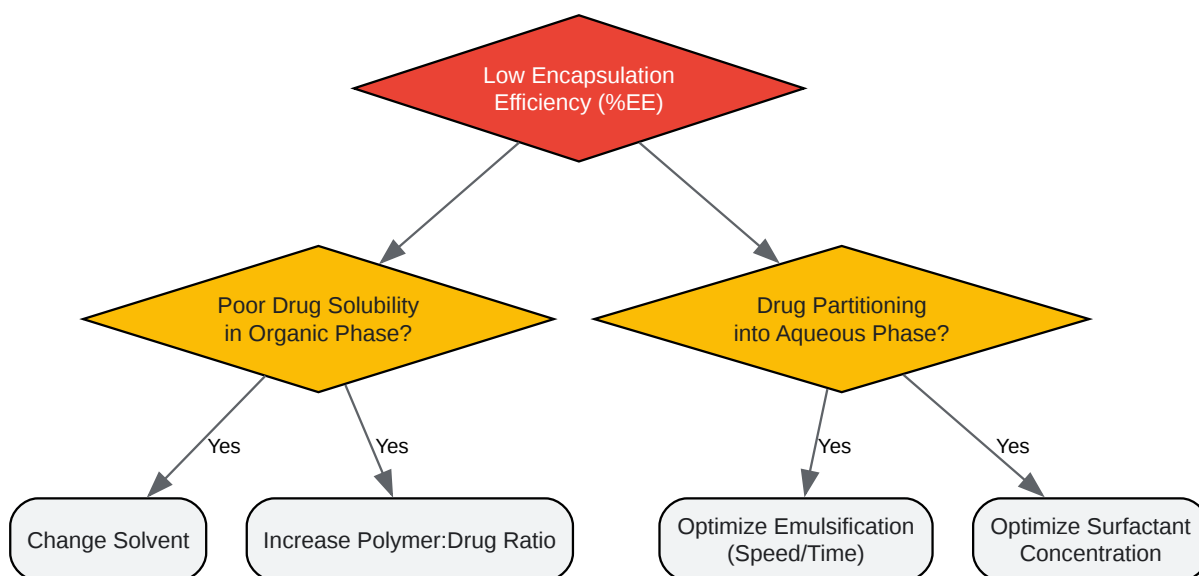 Low Encapsulation
Efficiency (%EE)
Poor Drug Solubility
in Organic Phase?
Drug Partitioning
into Aqueous Phase?
Yes
Yes
Yes
Yes
Change Solvent
Increase Polymer:Drug Ratio
Optimize Emulsification
(Speed/Time)
Optimize Surfactant
Concentration